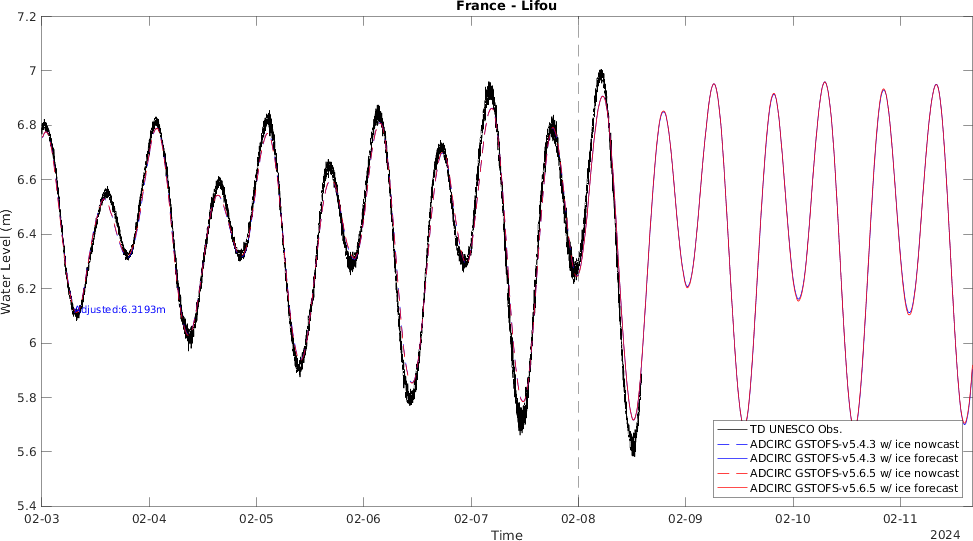 France - Lifou
7.2
7
6.8
6.6
6.4
6.2
6
5.8
5.6
5.4
Water Level (m)
Adjusted:6.3193m
TD UNESCO Obs.
ADCIRC GSTOFS-v5.4.3 w/ ice nowcast
ADCIRC GSTOFS-v5.4.3 w/ ice forecast
ADCIRC GSTOFS-v5.6.5 w/ ice nowcast
ADCIRC GSTOFS-v5.6.5 w/ ice forecast
02-03 02-04 02-05 02-06 02-07 02-08 02-09 02-10 02-11
Time
2024